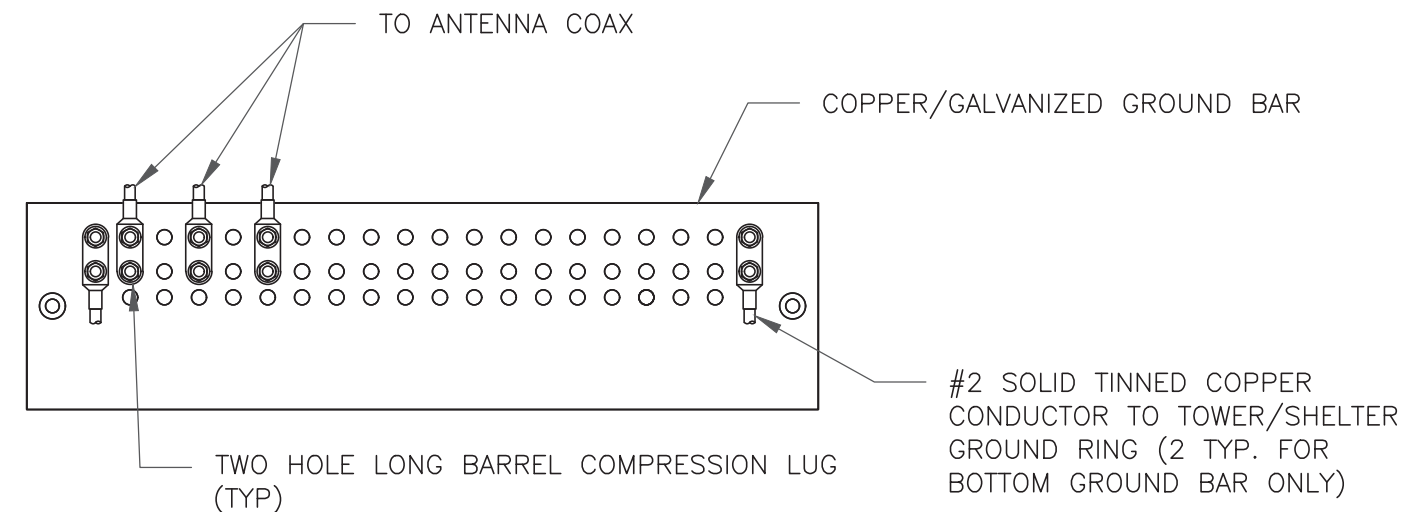 TO ANTENNA COAX
COPPER/GALVANIZED GROUND BAR
#2 SOLID TINNED COPPER
CONDUCTOR TO TOWER/SHELTER
GROUND RING (2 TYP. FOR
BOTTOM GROUND BAR ONLY)
TWO HOLE LONG BARREL COMPRESSION LUG
(TYP)